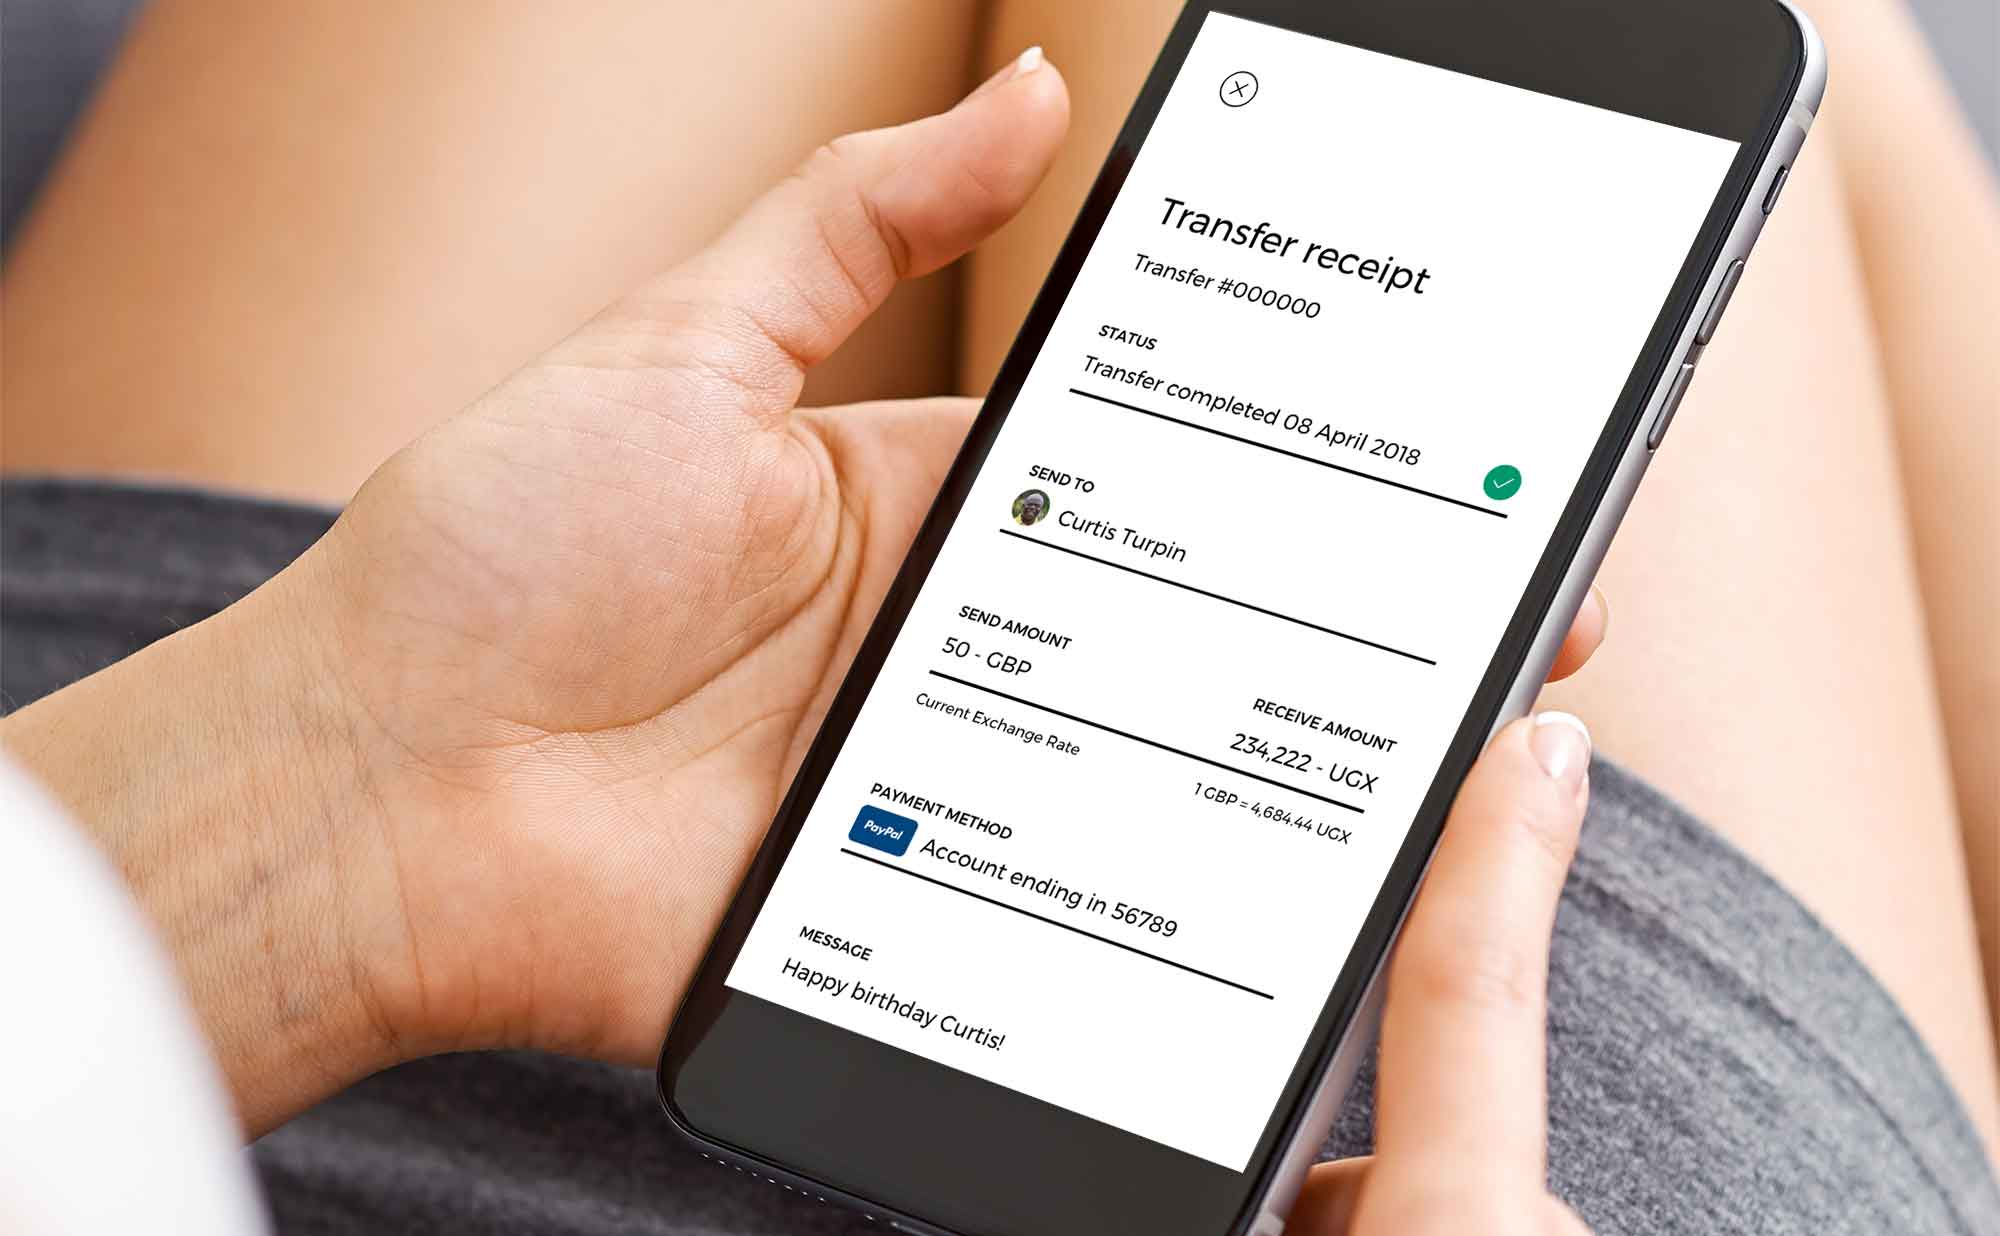 Transfer receipt
Transfer #000000
STATUS
Transfer completed 08 April 2018
SEND TO
Curtis Turpin
SEND AMOUNT
50 - GBP
RECEIVE AMOUNT
234,222 - UGX
Current Exchange Rate
1 GBP = 4,684.44 UGX
PAYMENT METHOD
PayPal Account ending in 56789
MESSAGE
Happy birthday Curtis!